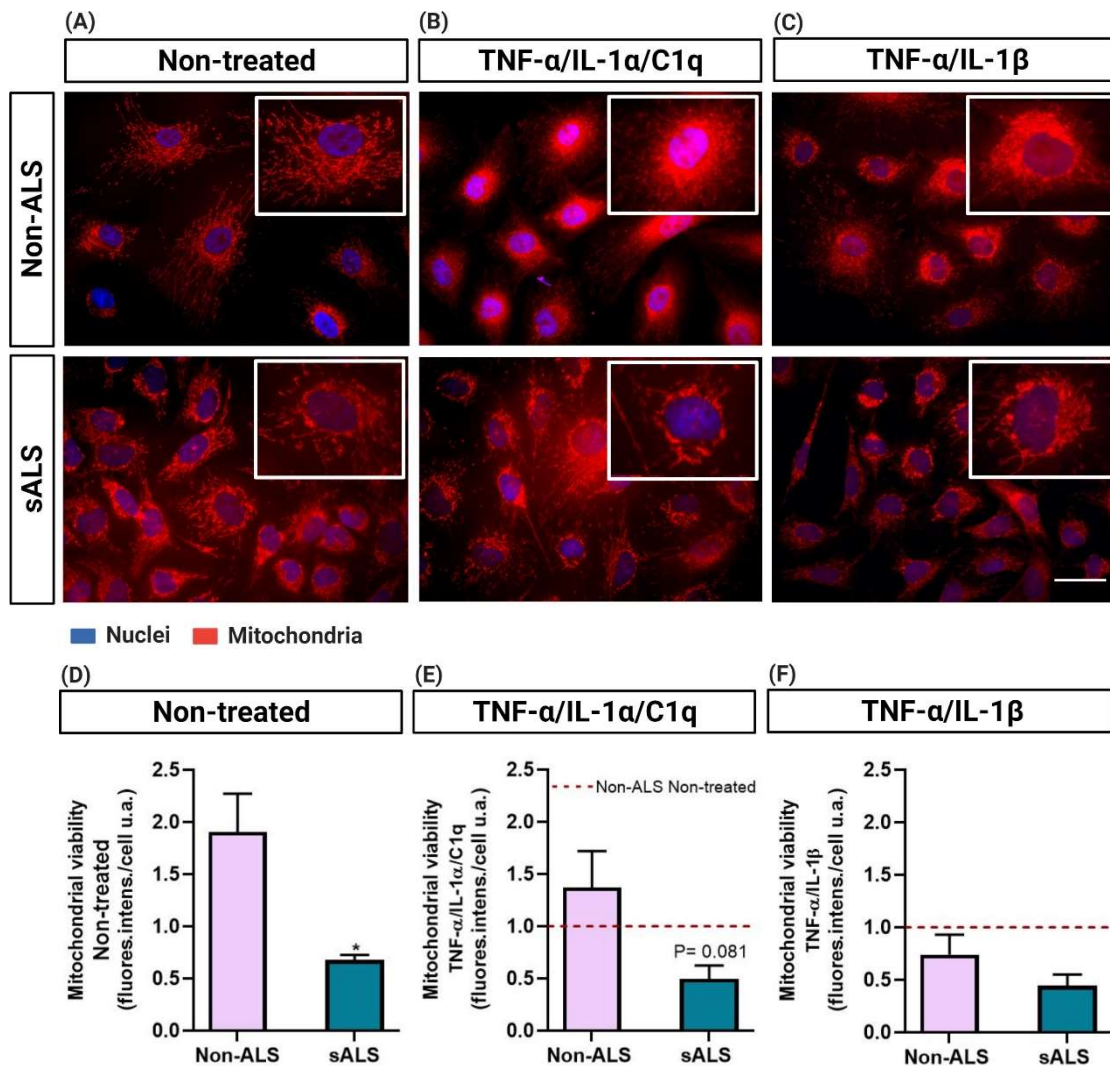 (A)
(B)
(C)
Non-treated
TNF-α/IL-1α/C1q
TNF-α/IL-1β
Non-ALS
sALS
Nuclei
Mitochondria
(D)
(E)
(F)
Non-treated
TNF-α/IL-1α/C1q
TNF-α/IL-1β
Mitochondrial viability
Non-treated
(fluores.intens./cell u.a.)
2.5
2.0
1.5
1.0
0.5
0.0
*
Non-ALS
sALS
Mitochondrial viability
TNF-α/IL-1α/C1q
(fluores.intens./cell u.a.)
2.5
2.0
1.5
1.0
0.5
0.0
Non-ALS Non-treated
P= 0.081
Non-ALS
sALS
Mitochondrial viability
TNF-α/IL-1β
(fluores.intens./cell u.a.)
2.5
2.0
1.5
1.0
0.5
0.0
Non-ALS
sALS